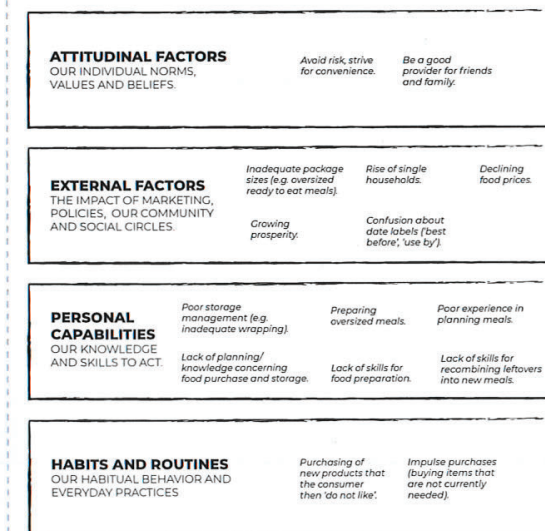 ATTITUDINAL FACTORS
OUR INDIVIDUAL NORMS,
VALUES AND BELIEFS.
Avoid risk, strive
for convenience.
Be a good
provider for friends
and family.
EXTERNAL FACTORS
THE IMPACT OF MARKETING,
POLICIES, OUR COMMUNITY
AND SOCIAL CIRCLES.
Inadequate package
sizes (e.g. oversized
ready to eat meals).
Rise of single
households.
Declining
food prices.
Growing
prosperity.
Confusion about
date labels ('best
before', 'use by').
PERSONAL
CAPABILITIES
OUR KNOWLEDGE
AND SKILLS TO ACT.
Poor storage
management (e.g.
inadequate wrapping).
Preparing
oversized meals.
Poor experience in
planning meals.
Lack of planning/
knowledge concerning
food purchase and storage.
Lack of skills for
food preparation.
Lack of skills for
recombining leftovers
into new meals.
HABITS AND ROUTINES
OUR HABITUAL BEHAVIOR AND
EVERYDAY PRACTICES
Purchasing of
new products that
the consumer
then 'do not like'.
Impulse purchases
(buying items that
are not currently
needed).